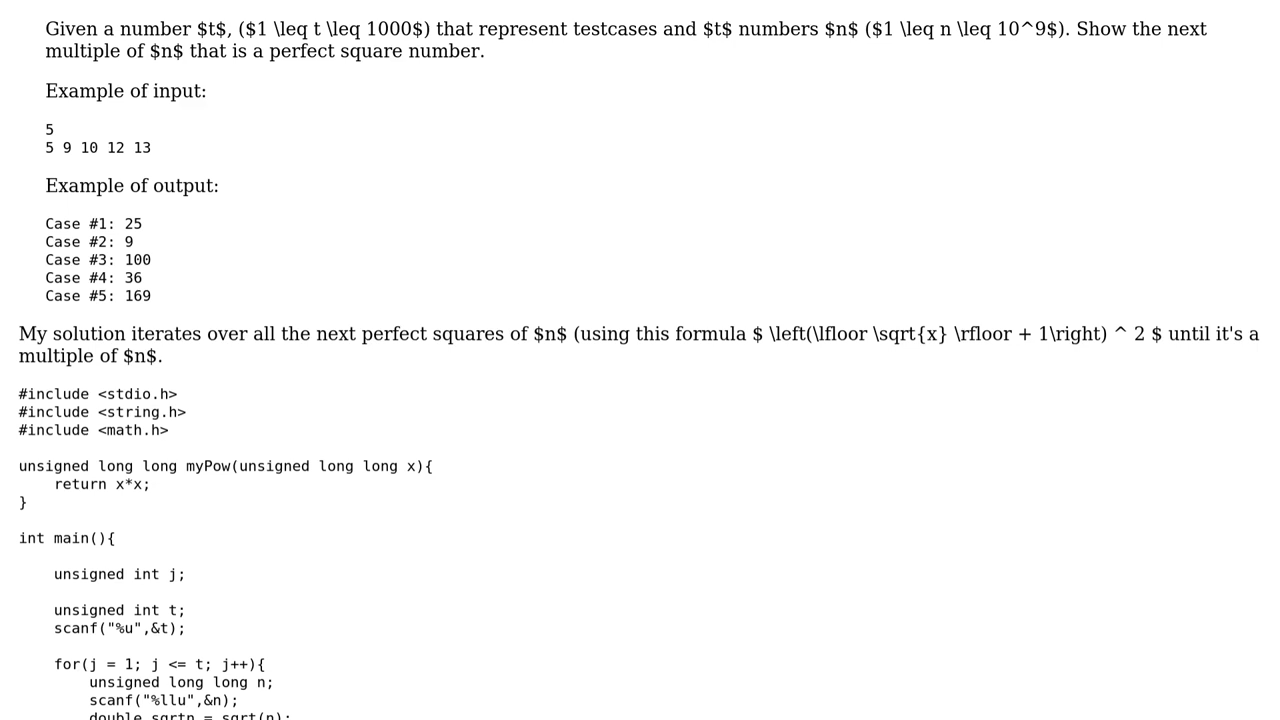 Given a number $t$, ($1 \leq t \leq 1000$) that represent testcases and $t$ numbers $n$ ($1 \leq n \leq 10^9$). Show the next
multiple of $n$ that is a perfect square number.
Example of input:
5
5 9 10 12 13
Example of output:
Case #1: 25
Case #2: 9
Case #3: 100
Case #4: 36
Case #5: 169
My solution iterates over all the next perfect squares of $n$ (using this formula $ \left(\lfloor \sqrt{x} \rfloor + 1\right) ^ 2 $ until it's a
multiple of $n$.
#include <stdio.h>
#include <string.h>
#include <math.h>
unsigned long long myPow(unsigned long long x){
    return x*x;
}
int main(){
    unsigned int j;
    unsigned int t;
    scanf("%u",&t);
    for(j = 1; j <= t; j++){
        unsigned long long n;
        scanf("%llu",&n);
        double sqrtn = sqrt(n);